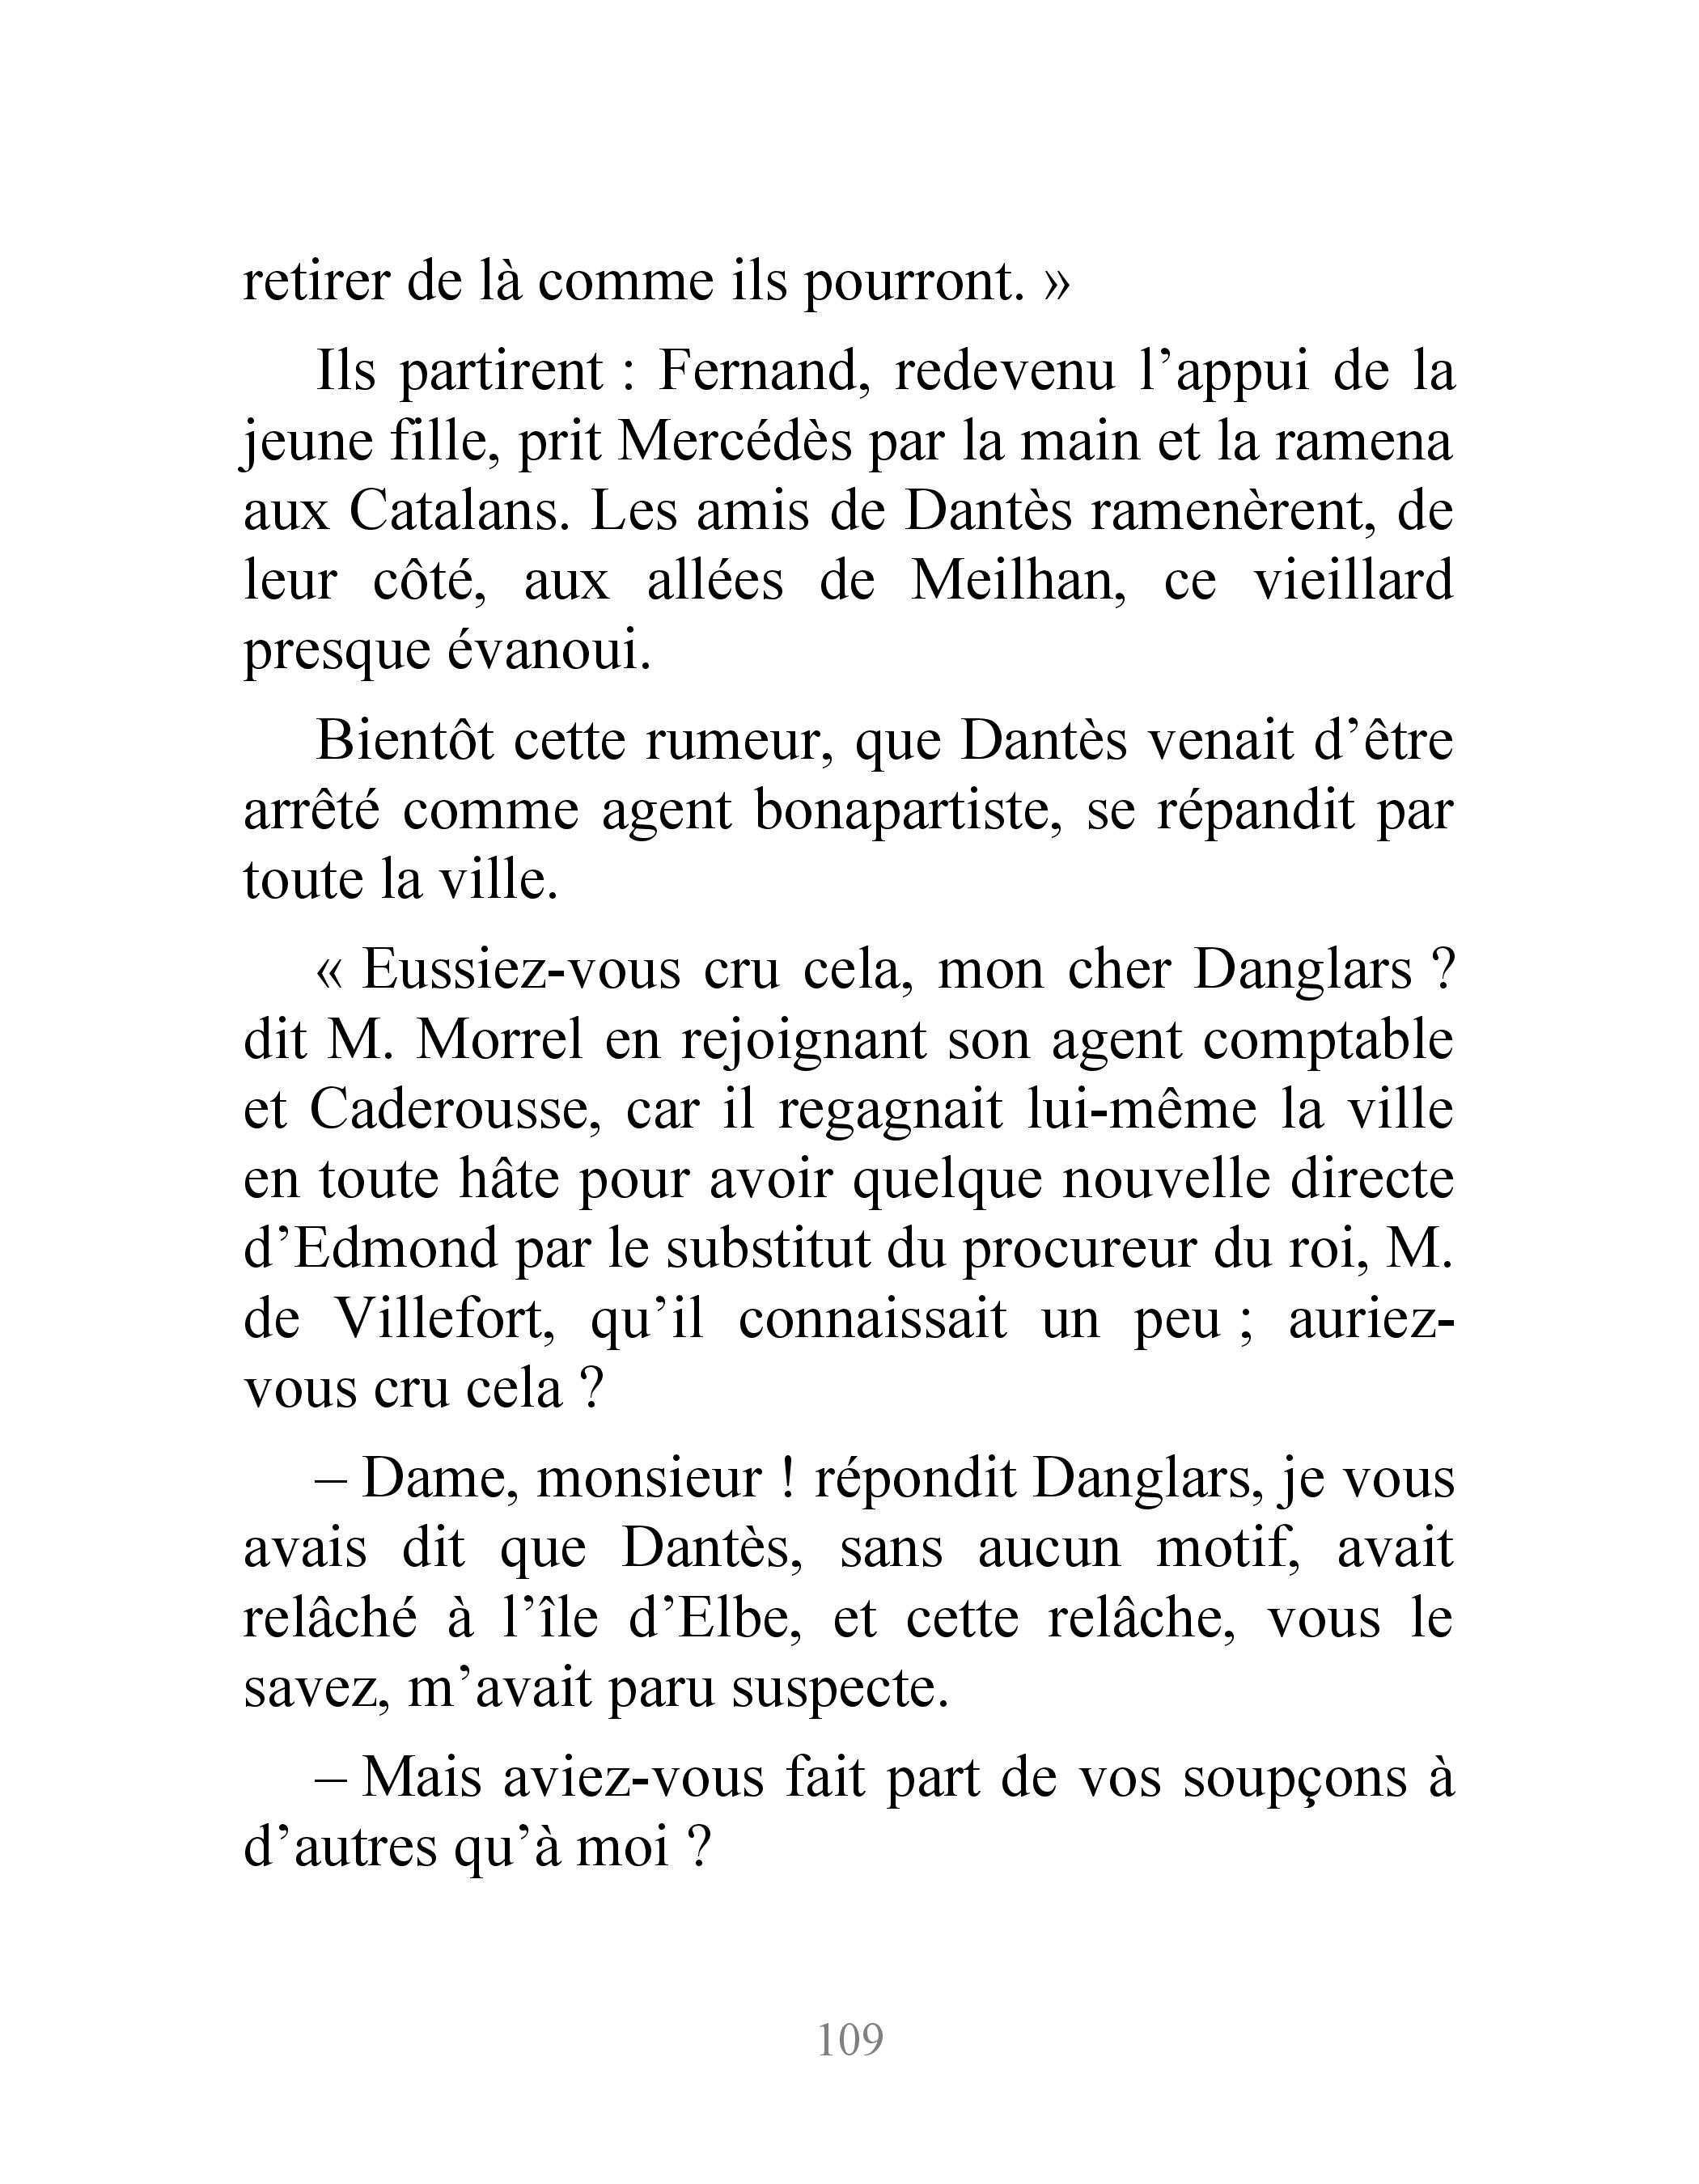 retirer de là comme ils pourront. »
Ils partirent : Fernand, redevenu l’appui de la
jeune fille, prit Mercédès par la main et la ramena
aux Catalans. Les amis de Dantès ramenèrent, de
leur côté, aux allées de Meilhan, ce vieillard
presque évanoui.
Bientôt cette rumeur, que Dantès venait d’être
arrêté comme agent bonapartiste, se répandit par
toute la ville.
« Eussiez-vous cru cela, mon cher Danglars ?
dit M. Morrel en rejoignant son agent comptable
et Caderousse, car il regagnait lui-même la ville
en toute hâte pour avoir quelque nouvelle directe
d’Edmond par le substitut du procureur du roi, M.
de Villefort, qu’il connaissait un peu ; auriez-
vous cru cela ?
– Dame, monsieur ! répondit Danglars, je vous
avais dit que Dantès, sans aucun motif, avait
relâché à l’île d’Elbe, et cette relâche, vous le
savez, m’avait paru suspecte.
– Mais aviez-vous fait part de vos soupçons à
d’autres qu’à moi ?
109